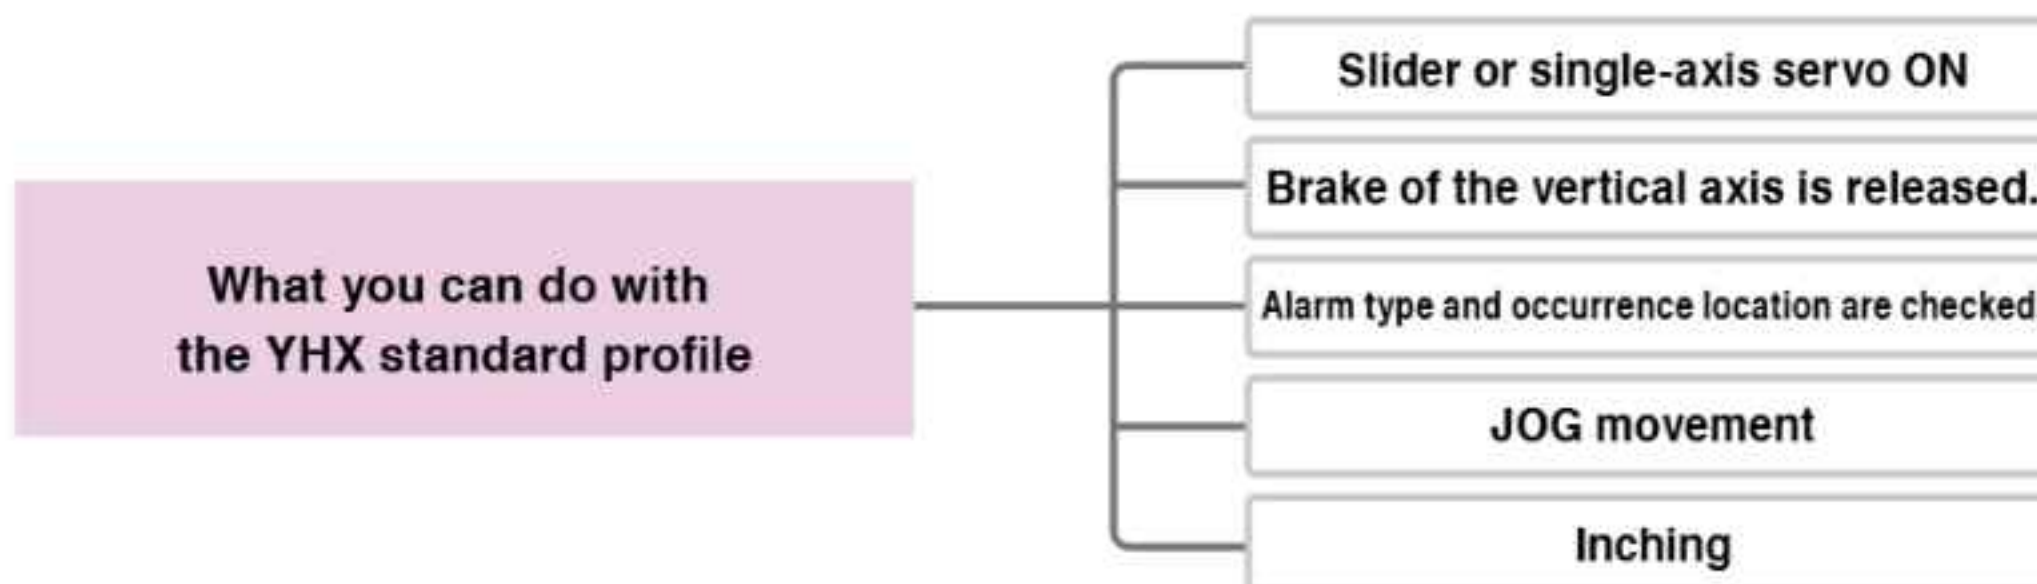 What you can do with
the YHX standard profile
Slider or single-axis servo ON
Brake of the vertical axis is released.
Alarm type and occurrence location are checked
JOG movement
Inching